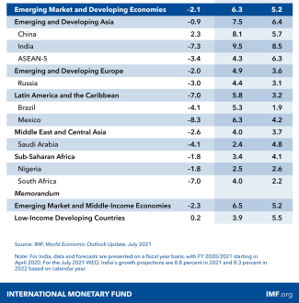 Emerging Market and Developing Economies -2.1 6.3 5.2
Emerging and Developing Asia -0.9 7.5 6.4
China 2.3 8.1 5.7
India -7.3 9.5 8.5
ASEAN-5 -3.4 4.3 6.3
Emerging and Developing Europe -2.0 4.9 3.6
Russia -3.0 4.4 3.1
Latin America and the Caribbean -7.0 5.8 3.2
Brazil -4.1 5.3 1.9
Mexico -8.3 6.3 4.2
Middle East and Central Asia -2.6 4.0 3.7
Saudi Arabia -4.1 2.4 4.8
Sub-Saharan Africa -1.8 3.4 4.1
Nigeria -1.8 2.5 2.6
South Africa -7.0 4.0 2.2
Memorandum
Emerging Market and Middle-Income Economies -2.3 6.5 5.2
Low-Income Developing Countries 0.2 3.9 5.5
Source: IMF, World Economic Outlook Update, July 2021
Note: For India, data and forecasts are presented on a fiscal year basis, with FY 2020/2021 starting in
April 2020. For the July 2021 WEO, India's growth projections are 8.8 percent in 2021 and 8.3 percent in
2022 based on calendar year.
INTERNATIONAL MONETARY FUND IMF.org